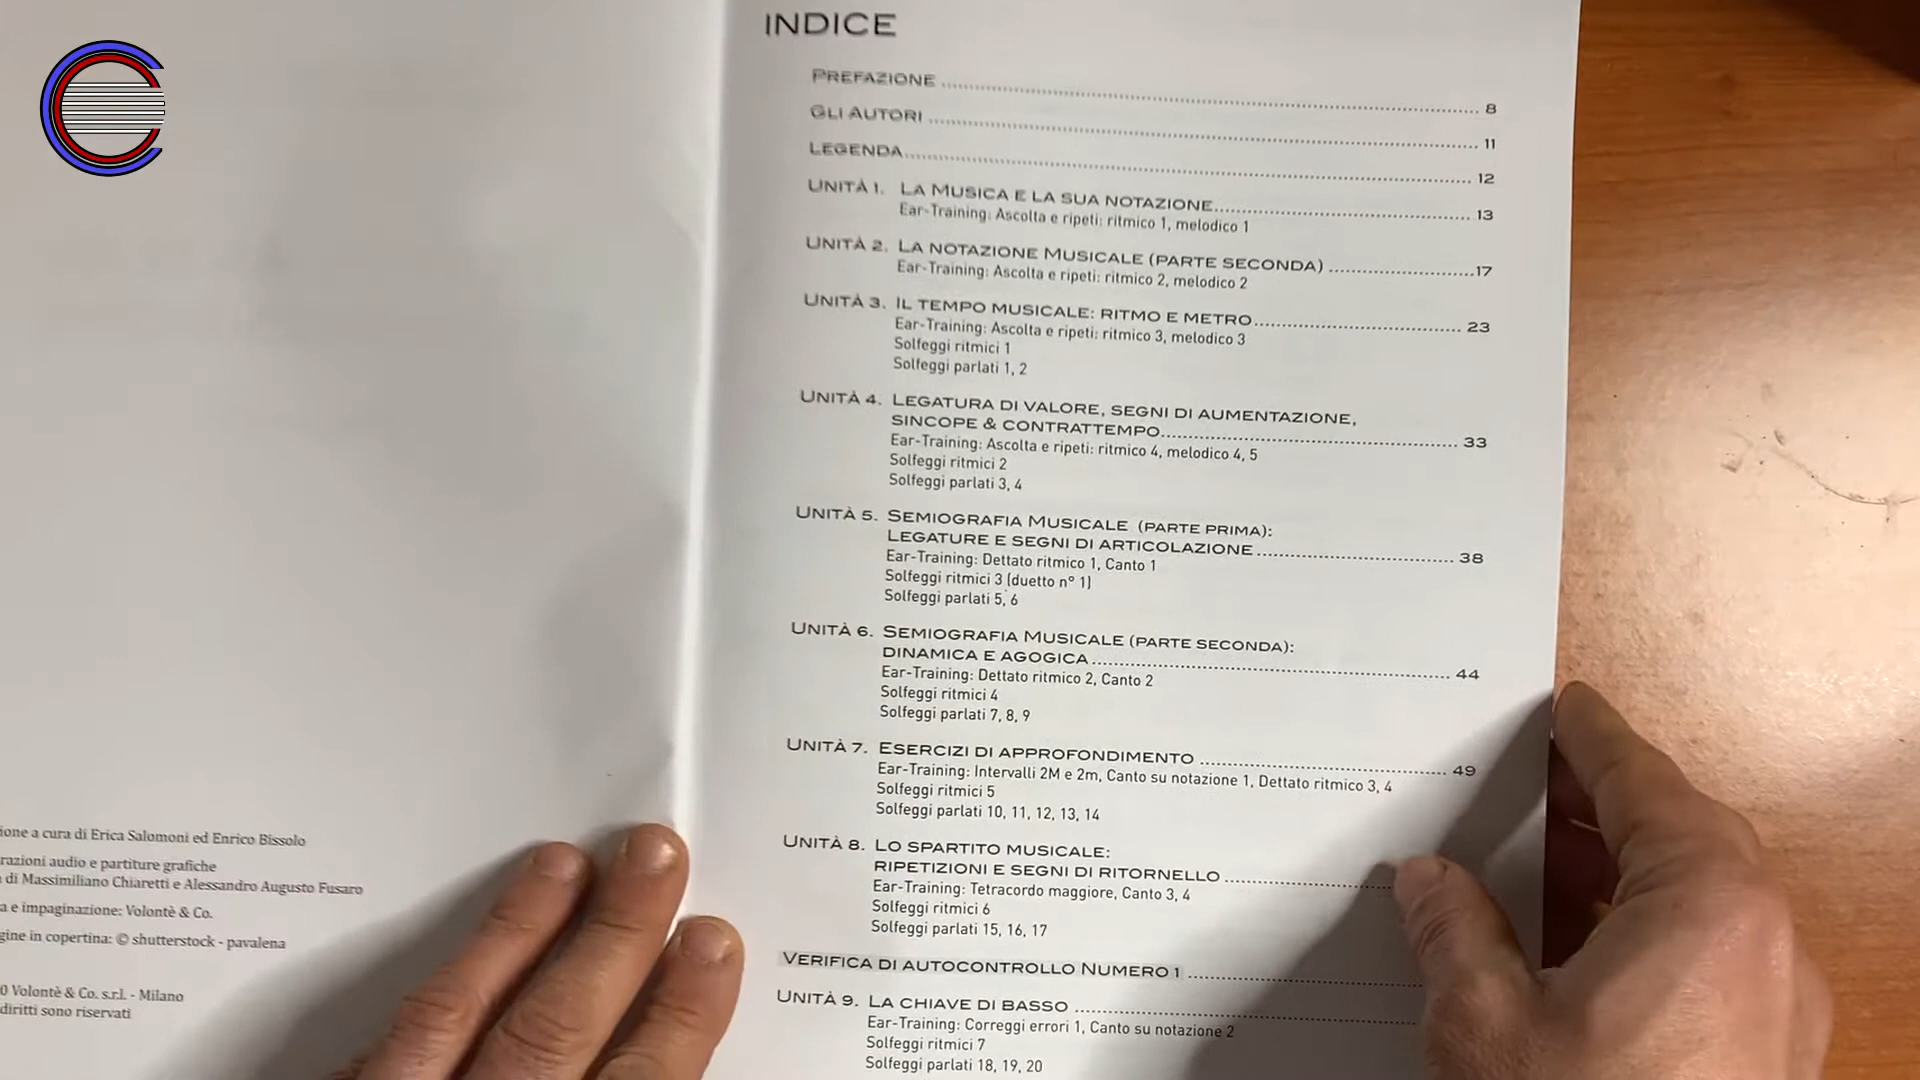 ione a cura di Erica Salomoni ed Enrico Bissolo
razioni audio e partiture grafiche
di Massimiliano Chiaretti e Alessandro Augusto Fusaro
a e impaginazione: Volontè & Co.
gine in copertina: © shutterstock - pavalena
0 Volontè & Co. s.r.l. - Milano
diritti sono riservati
INDICE
PREFAZIONE 8
GLI AUTORI 11
LEGENDA 12
UNITÀ 1. LA MUSICA E LA SUA NOTAZIONE 13
Ear-Training: Ascolta e ripeti: ritmico 1, melodico 1
UNITÀ 2. LA NOTAZIONE MUSICALE (PARTE SECONDA) 17
Ear-Training: Ascolta e ripeti: ritmico 2, melodico 2
UNITÀ 3. IL TEMPO MUSICALE: RITMO E METRO 23
Ear-Training: Ascolta e ripeti: ritmico 3, melodico 3
Solfeggi ritmici 1
Solfeggi parlati 1, 2
UNITÀ 4. LEGATURA DI VALORE, SEGNI DI AUMENTAZIONE,
SINCOPE & CONTRATTEMPO 33
Ear-Training: Ascolta e ripeti: ritmico 4, melodico 4, 5
Solfeggi ritmici 2
Solfeggi parlati 3, 4
UNITÀ 5. SEMIOGRAFIA MUSICALE (PARTE PRIMA):
LEGATURE E SEGNI DI ARTICOLAZIONE 38
Ear-Training: Dettato ritmico 1, Canto 1
Solfeggi ritmici 3 (duetto n° 1)
Solfeggi parlati 5, 6
UNITÀ 6. SEMIOGRAFIA MUSICALE (PARTE SECONDA):
DINAMICA E AGOGICA 44
Ear-Training: Dettato ritmico 2, Canto 2
Solfeggi ritmici 4
Solfeggi parlati 7, 8, 9
UNITÀ 7. ESERCIZI DI APPROFONDIMENTO 49
Ear-Training: Intervalli 2M e 2m, Canto su notazione 1, Dettato ritmico 3, 4
Solfeggi ritmici 5
Solfeggi parlati 10, 11, 12, 13, 14
UNITÀ 8. LO SPARTITO MUSICALE:
RIPETIZIONI E SEGNI DI RITORNELLO
Ear-Training: Tetracordo maggiore, Canto 3, 4
Solfeggi ritmici 6
Solfeggi parlati 15, 16, 17
VERIFICA DI AUTOCONTROLLO NUMERO 1
UNITÀ 9. LA CHIAVE DI BASSO
Ear-Training: Correggi errori 1, Canto su notazione 2
Solfeggi ritmici 7
Solfeggi parlati 18, 19, 20